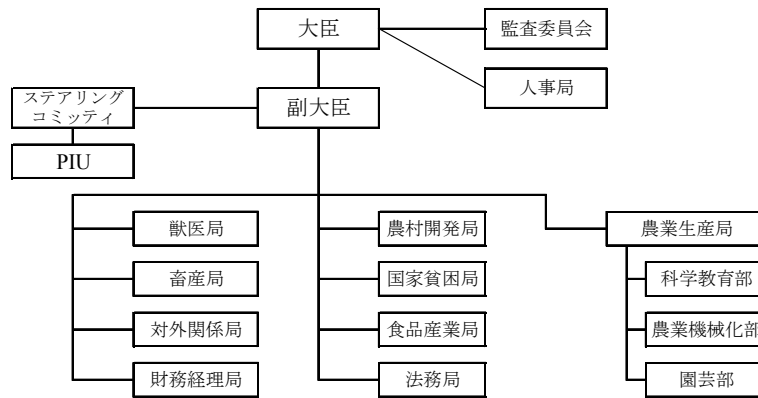 大臣
監査委員会
人事局
ステアリング
コミッティ
副大臣
PIU
獣医局
農村開発局
農業生産局
畜産局
国家貧困局
科学教育部
対外関係局
食品産業局
農業機械化部
財務経理局
法務局
園芸部